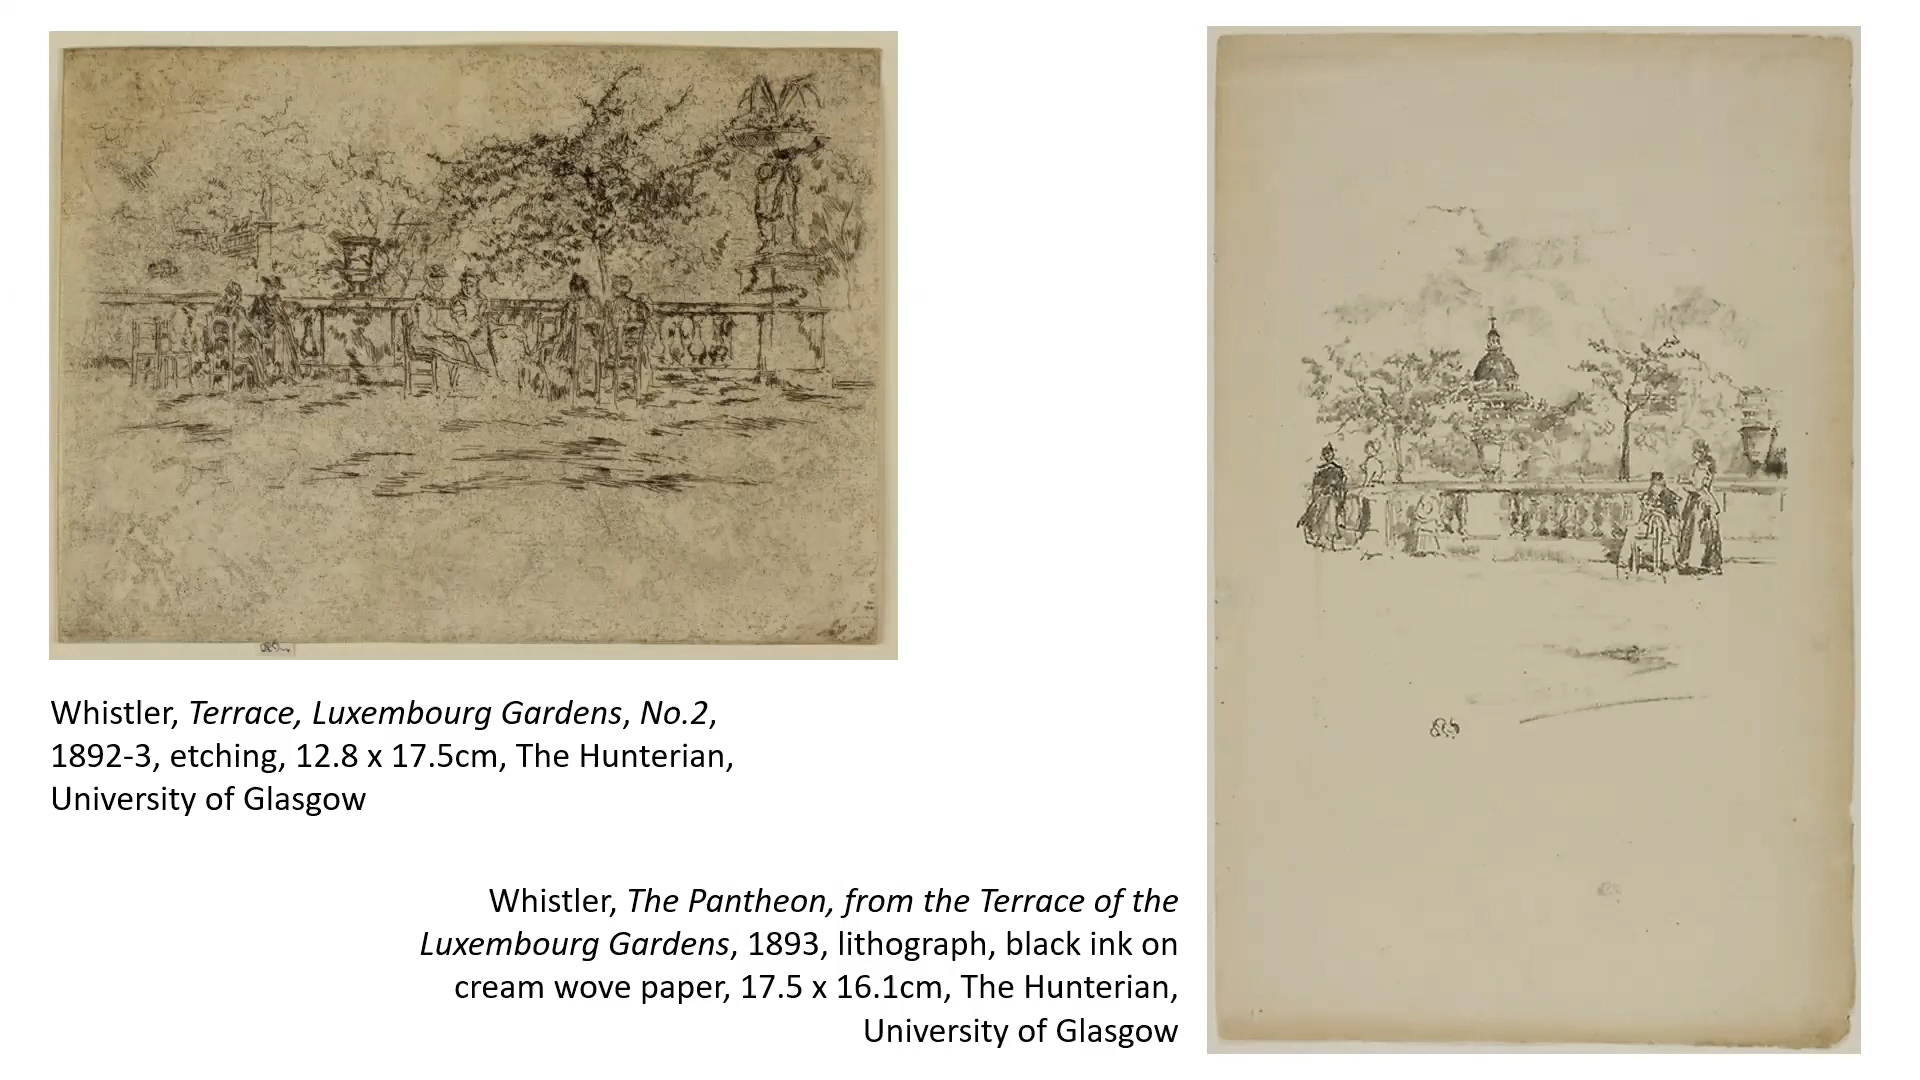 Whistler, Terrace, Luxembourg Gardens, No.2,
1892-3, etching, 12.8 x 17.5cm, The Hunterian,
University of Glasgow
Whistler, The Pantheon, from the Terrace of the
Luxembourg Gardens, 1893, lithograph, black ink on
cream wove paper, 17.5 x 16.1cm, The Hunterian,
University of Glasgow